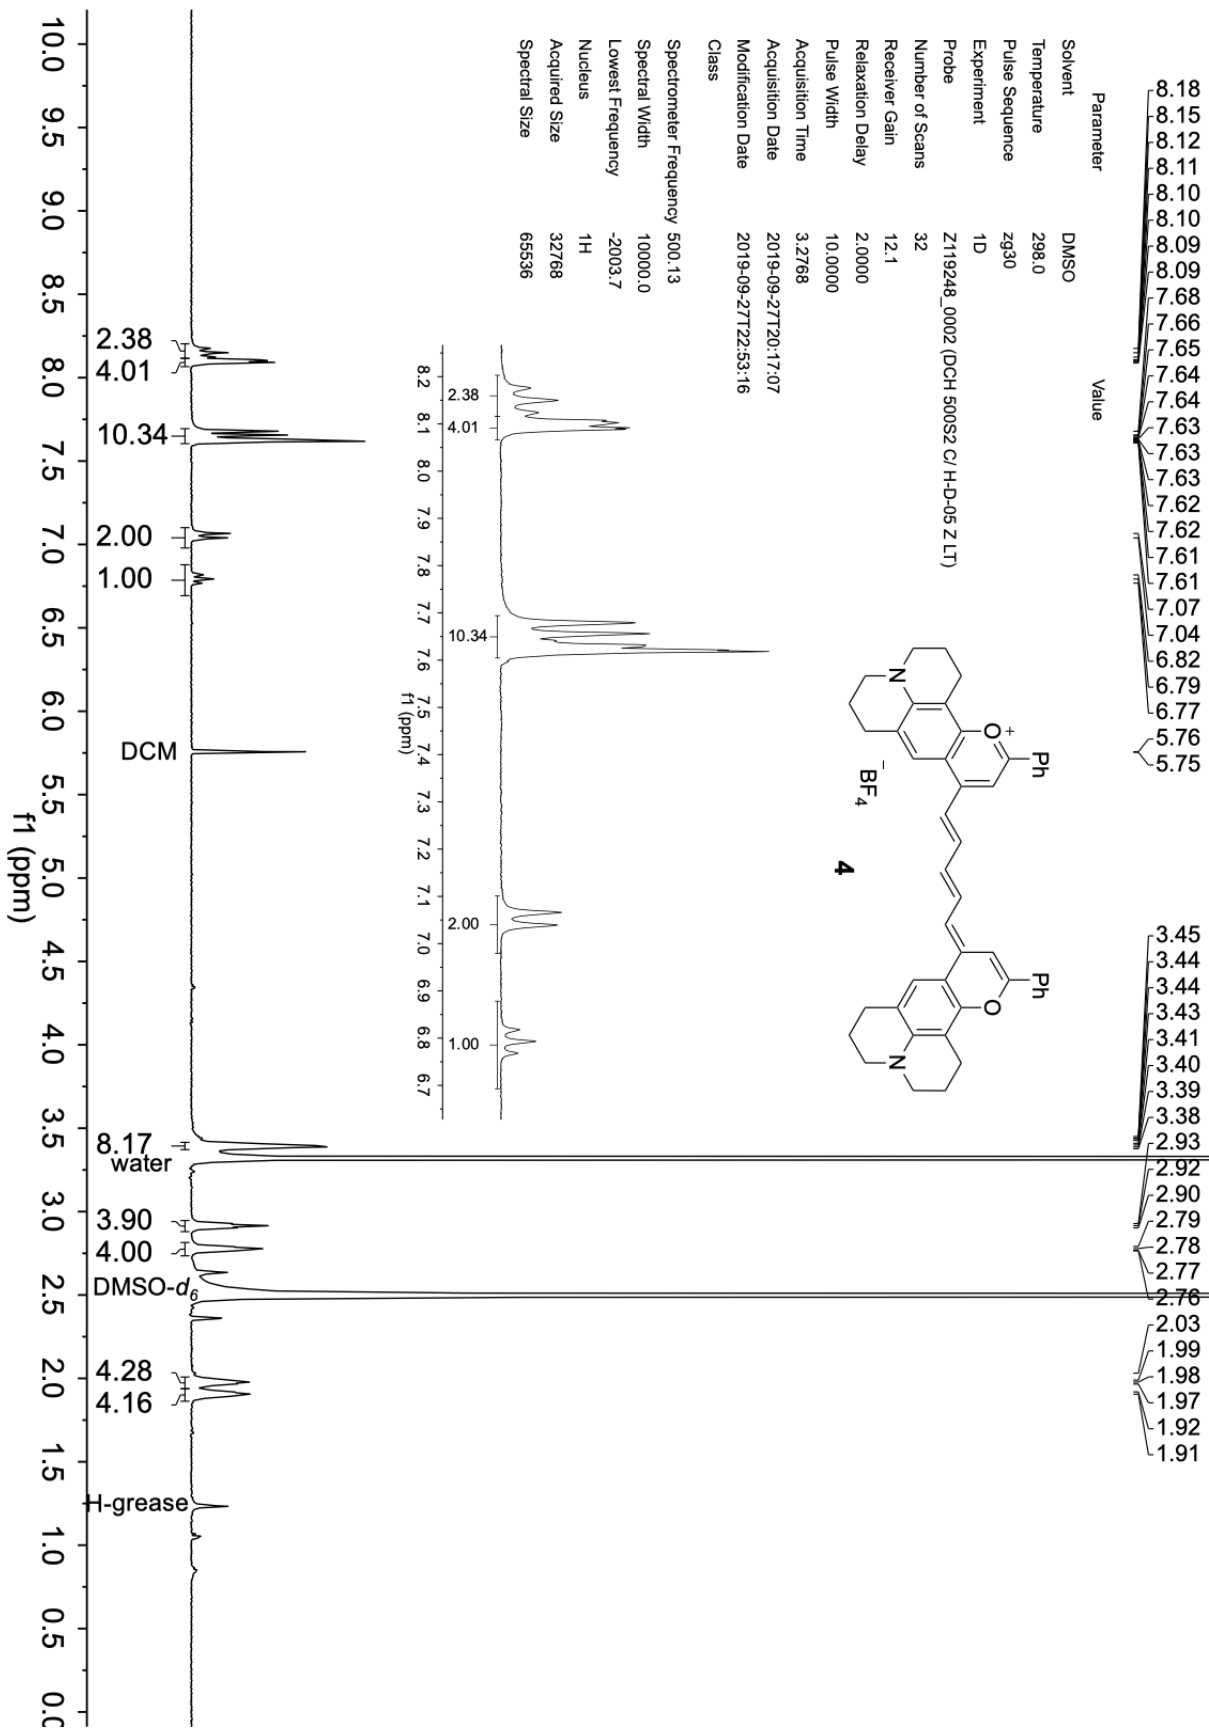 8.18
8.15
8.12
8.11
8.10
8.10
8.09
8.09
7.68
7.66
7.65
7.64
7.64
7.63
7.63
7.63
7.62
7.62
7.61
7.61
7.07
7.04
6.82
6.79
6.77
5.76
5.75
3.45
3.44
3.44
3.43
3.41
3.40
3.39
3.38
2.93
2.92
2.90
2.79
2.78
2.77
2.76
2.03
1.99
1.98
1.97
1.92
1.91
Parameter Value
Solvent DMSO
Temperature 298.0
Pulse Sequence zg30
Experiment 1D
Probe Z119248_0002 (DCH 500S2 C/ H-D-05 Z LT)
Number of Scans 32
Receiver Gain 12.1
Relaxation Delay 2.0000
Pulse Width 10.0000
Acquisition Time 3.2768
Acquisition Date 2019-09-27T20:17:07
Modification Date 2019-09-27T22:53:16
Class
Spectrometer Frequency 500.13
Spectral Width 10000.0
Lowest Frequency -2003.7
Nucleus 1H
Acquired Size 32768
Spectral Size 65536
Ph Ph
O+ O
N N
BF4−
4
2.38 4.01 10.34 2.00 1.00
8.2 8.1 8.0 7.9 7.8 7.7 7.6 7.5 7.4 7.3 7.2 7.1 7.0 6.9 6.8 6.7
f1 (ppm)
2.38
4.01
10.34
2.00
1.00
DCM
8.17
water
3.90
4.00
DMSO-d6
4.28
4.16
H-grease
10.0 9.5 9.0 8.5 8.0 7.5 7.0 6.5 6.0 5.5 5.0 4.5 4.0 3.5 3.0 2.5 2.0 1.5 1.0 0.5 0.0
f1 (ppm)